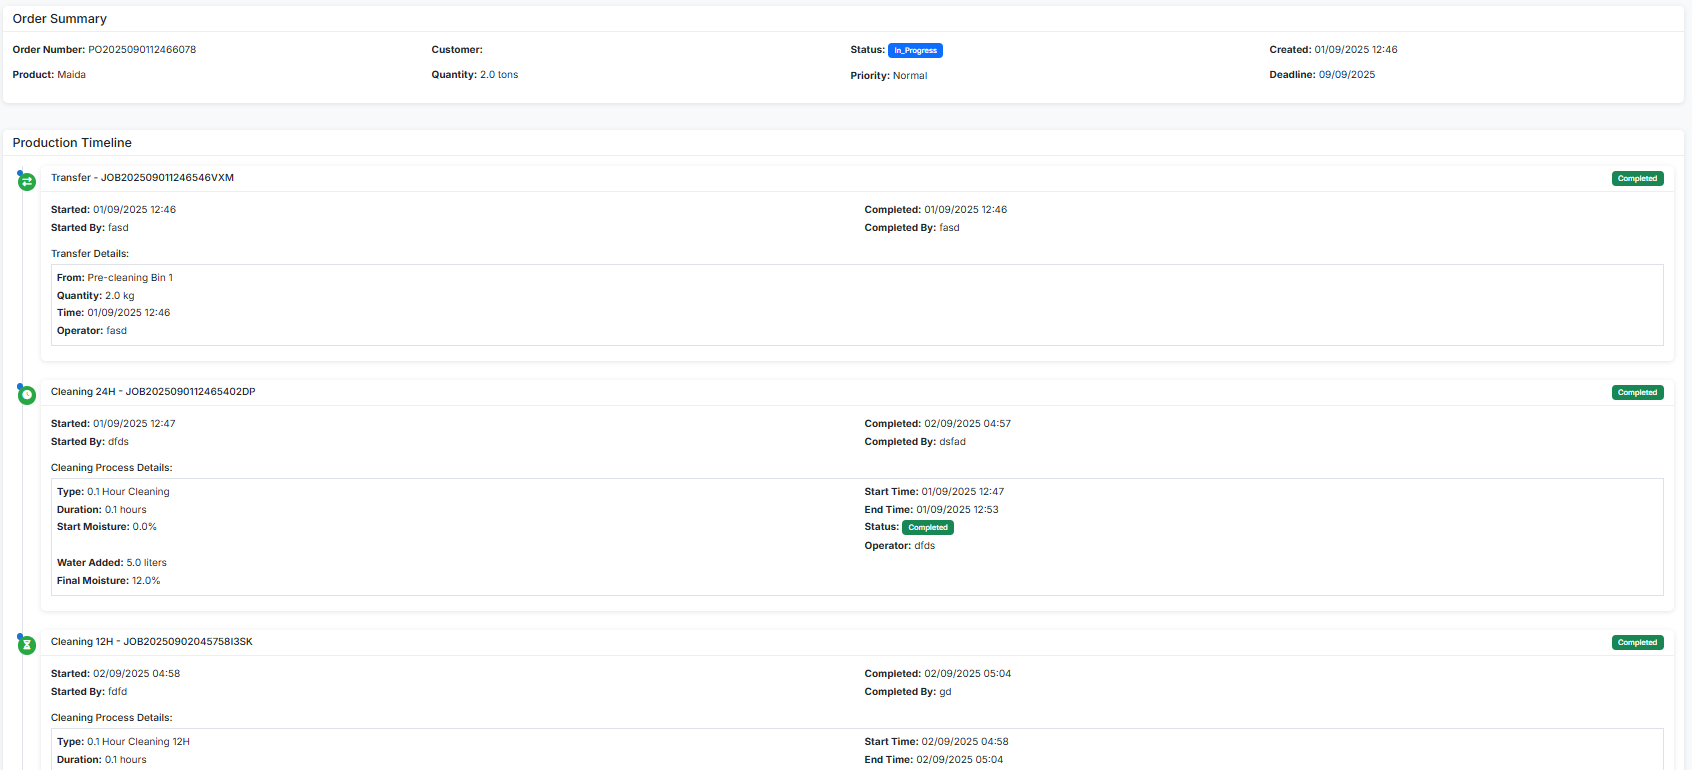 Order Summary
Order Number: PO2025090112466078 Customer: Status: In_Progress Created: 01/09/2025 12:46
Product: Maida Quantity: 2.0 tons Priority: Normal Deadline: 09/09/2025
Production Timeline
Transfer - JOB202509011246546VXM Completed
Started: 01/09/2025 12:46 Completed: 01/09/2025 12:46
Started By: fasd Completed By: fasd
Transfer Details:
From: Pre-cleaning Bin 1
Quantity: 2.0 kg
Time: 01/09/2025 12:46
Operator: fasd
Cleaning 24H - JOB2025090112465402DP Completed
Started: 01/09/2025 12:47 Completed: 02/09/2025 04:57
Started By: dfds Completed By: dsfad
Cleaning Process Details:
Type: 0.1 Hour Cleaning Start Time: 01/09/2025 12:47
Duration: 0.1 hours End Time: 01/09/2025 12:53
Start Moisture: 0.0% Status: Completed
Operator: dfds
Water Added: 5.0 liters
Final Moisture: 12.0%
Cleaning 12H - JOB20250902045758I3SK Completed
Started: 02/09/2025 04:58 Completed: 02/09/2025 05:04
Started By: fdfd Completed By: gd
Cleaning Process Details:
Type: 0.1 Hour Cleaning 12H Start Time: 02/09/2025 04:58
Duration: 0.1 hours End Time: 02/09/2025 05:04